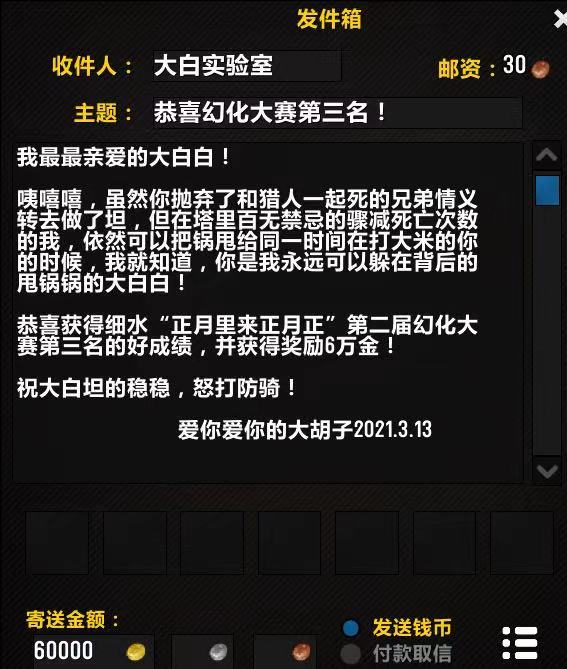 发件箱
收件人： 大白实验室
邮资：30
主题： 恭喜幻化大赛第三名！
我最最亲爱的大白白！
咦嘻嘻，虽然你抛弃了和猎人一起死的兄弟情义
转去做了坦，但在塔里百无禁忌的骤减死亡次数
的我，依然可以把锅甩给同一时间在打大米的你
的时候，我就知道，你是我永远可以躲在背后的
甩锅锅的大白白！
恭喜获得细水“正月里来正月正”第二届幻化大
赛第三名的好成绩，并获得奖励6万金！
祝大白坦的稳稳，怒打防骑！
爱你爱你的大胡子2021.3.13
寄送金额：
60000
发送钱币
付款取信